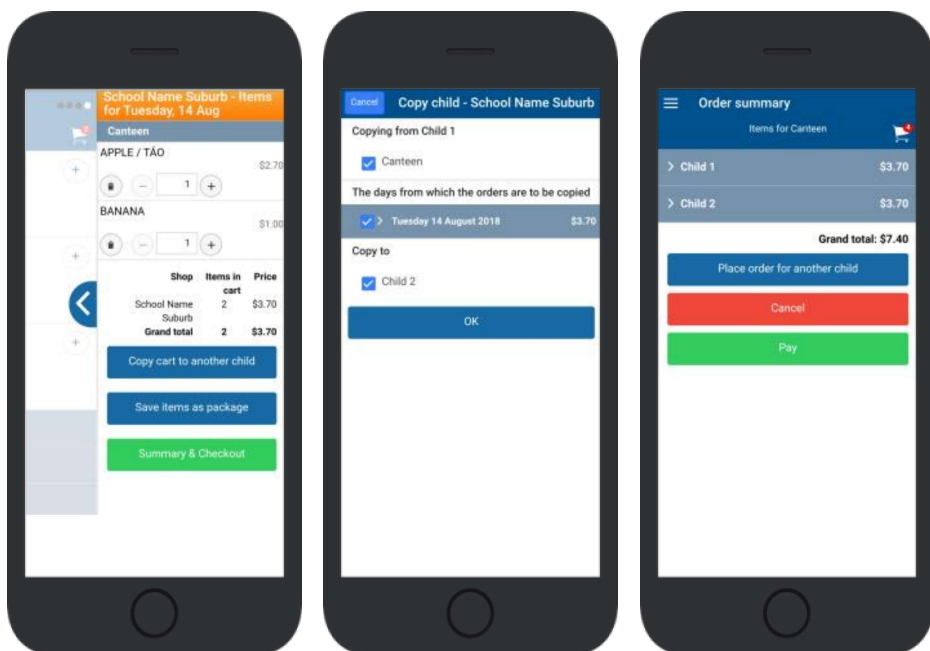 School Name Suburb - Items
for Tuesday, 14 Aug
Canteen
APPLE / TÁO
$2.70
1
BANANA
$1.00
1
Shop Items in cart Price
School Name Suburb 2 $3.70
Grand total 2 $3.70
Copy cart to another child
Save items as package
Summary & Checkout
Cancel Copy child - School Name Suburb
Copying from Child 1
Canteen
The days from which the orders are to be copied
Tuesday 14 August 2018 $3.70
Copy to
Child 2
OK
Order summary
Items for Canteen
4
Child 1 $3.70
Child 2 $3.70
Grand total: $7.40
Place order for another child
Cancel
Pay